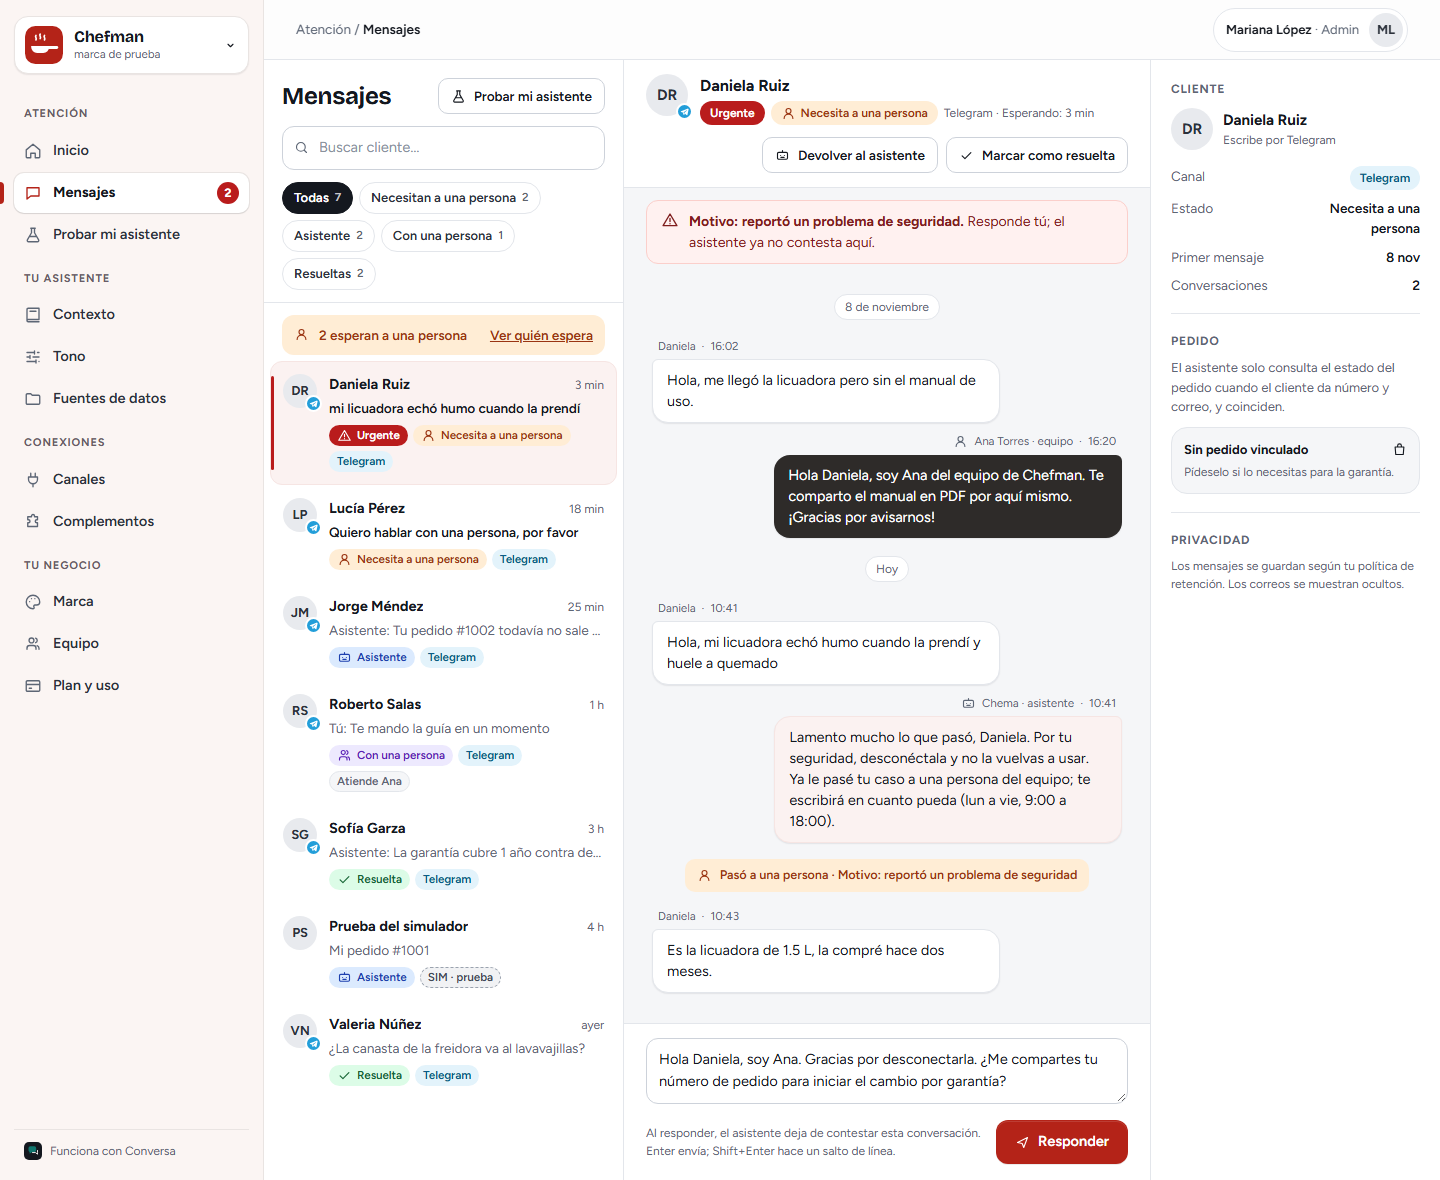 Chefman
marca de prueba
ATENCIÓN
Inicio
Mensajes
2
Probar mi asistente
TU ASISTENTE
Contexto
Tono
Fuentes de datos
CONEXIONES
Canales
Complementos
TU NEGOCIO
Marca
Equipo
Plan y uso
Funciona con Conversa
Atención / Mensajes
Mariana López · Admin
ML
Mensajes
Probar mi asistente
Buscar cliente...
Todas 7
Necesitan a una persona 2
Asistente 2
Con una persona 1
Resueltas 2
2 esperan a una persona
Ver quién espera
DR
Daniela Ruiz
3 min
mi licuadora echó humo cuando la prendí
Urgente
Necesita a una persona
Telegram
LP
Lucía Pérez
18 min
Quiero hablar con una persona, por favor
Necesita a una persona
Telegram
JM
Jorge Méndez
25 min
Asistente: Tu pedido #1002 todavía no sale ...
Asistente
Telegram
RS
Roberto Salas
1 h
Tú: Te mando la guía en un momento
Con una persona
Telegram
Atiende Ana
SG
Sofía Garza
3 h
Asistente: La garantía cubre 1 año contra de...
Resuelta
Telegram
PS
Prueba del simulador
4 h
Mi pedido #1001
Asistente
SIM · prueba
VN
Valeria Núñez
ayer
¿La canasta de la freidora va al lavavajillas?
Resuelta
Telegram
DR
Daniela Ruiz
Urgente
Necesita a una persona
Telegram · Esperando: 3 min
Devolver al asistente
Marcar como resuelta
Motivo: reportó un problema de seguridad. Responde tú; el
asistente ya no contesta aquí.
8 de noviembre
Daniela · 16:02
Hola, me llegó la licuadora pero sin el manual de
uso.
Ana Torres · equipo · 16:20
Hola Daniela, soy Ana del equipo de Chefman. Te
comparto el manual en PDF por aquí mismo.
¡Gracias por avisarnos!
Hoy
Daniela · 10:41
Hola, mi licuadora echó humo cuando la prendí y
huele a quemado
Chema · asistente · 10:41
Lamento mucho lo que pasó, Daniela. Por tu
seguridad, desconéctala y no la vuelvas a usar.
Ya le pasé tu caso a una persona del equipo; te
escribirá en cuanto pueda (lun a vie, 9:00 a
18:00).
Pasó a una persona · Motivo: reportó un problema de seguridad
Daniela · 10:43
Es la licuadora de 1.5 L, la compré hace dos
meses.
Hola Daniela, soy Ana. Gracias por desconectarla. ¿Me compartes tu
número de pedido para iniciar el cambio por garantía?
Al responder, el asistente deja de contestar esta conversación.
Enter envía; Shift+Enter hace un salto de línea.
Responder
CLIENTE
DR
Daniela Ruiz
Escribe por Telegram
Canal
Telegram
Estado
Necesita a una
persona
Primer mensaje
8 nov
Conversaciones
2
PEDIDO
El asistente solo consulta el estado del
pedido cuando el cliente da número y
correo, y coinciden.
Sin pedido vinculado
Pídeselo si lo necesitas para la garantía.
PRIVACIDAD
Los mensajes se guardan según tu política de
retención. Los correos se muestran ocultos.